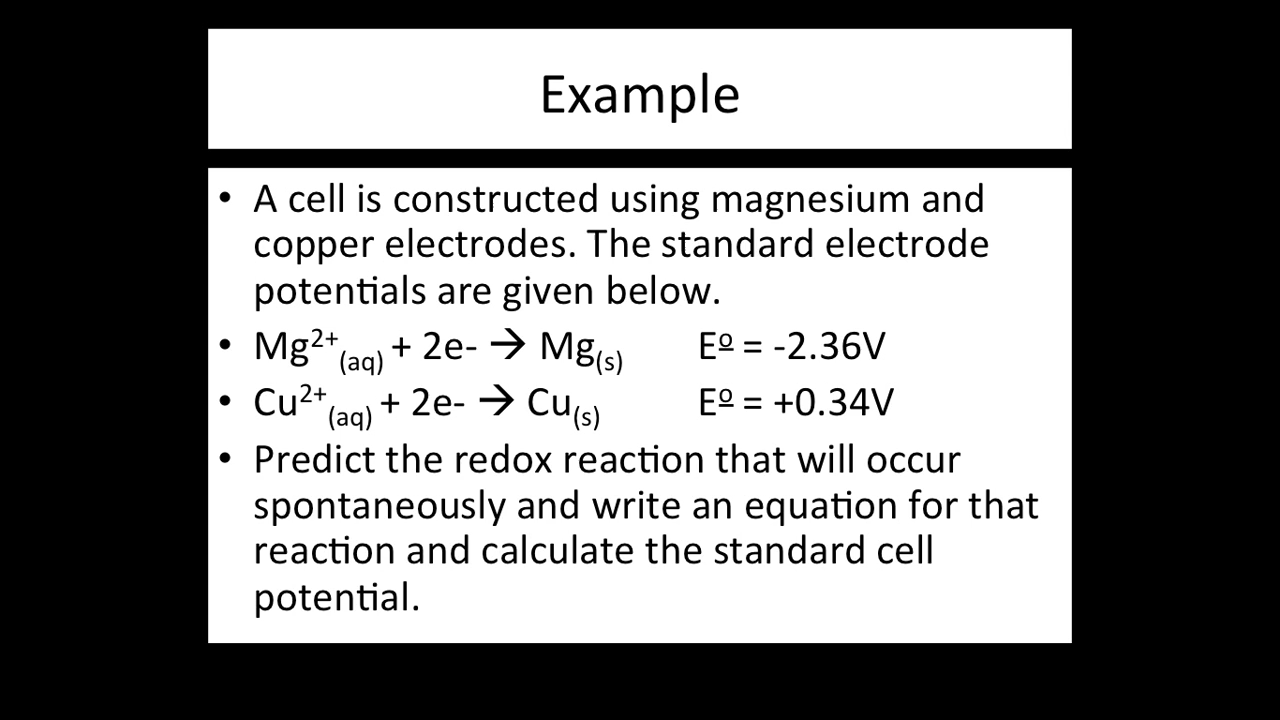 Example
• A cell is constructed using magnesium and
copper electrodes. The standard electrode
potentials are given below.
• Mg²⁺₍aq₎ + 2e- → Mg₍s₎ Eº = -2.36V
• Cu²⁺₍aq₎ + 2e- → Cu₍s₎ Eº = +0.34V
• Predict the redox reaction that will occur
spontaneously and write an equation for that
reaction and calculate the standard cell
potential.